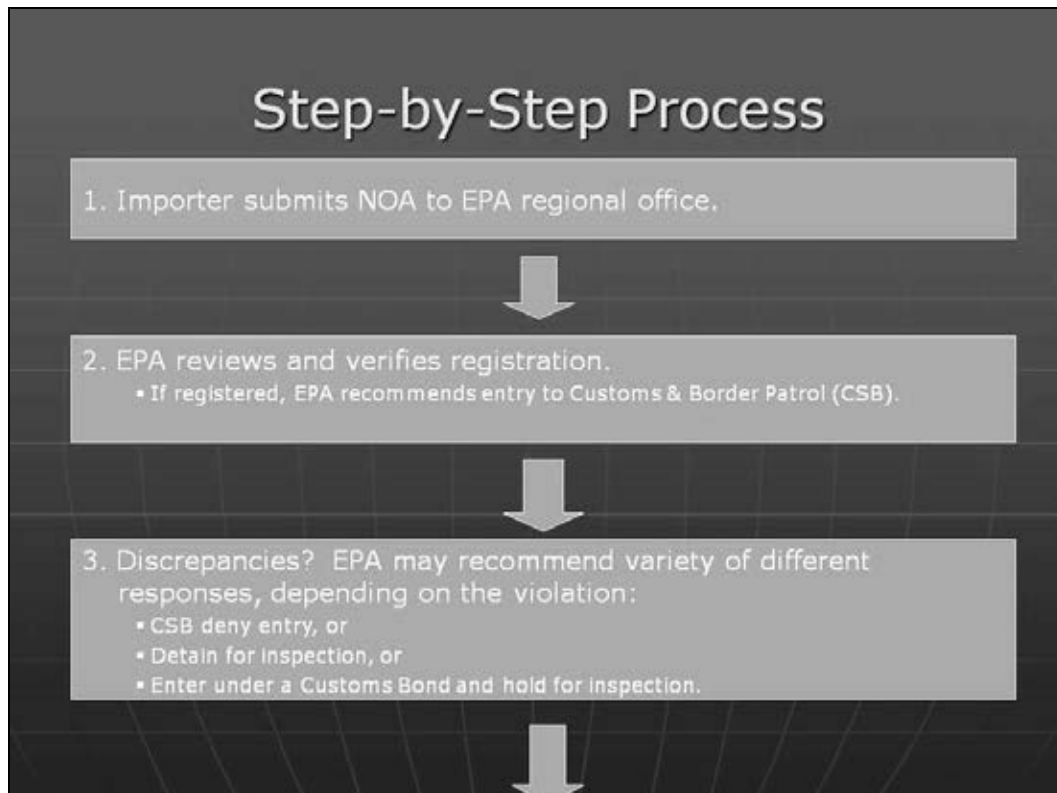 Step-by-Step Process
1. Importer submits NOA to EPA regional office.
2. EPA reviews and verifies registration.
▪ If registered, EPA recommends entry to Customs & Border Patrol (CSB).
3. Discrepancies? EPA may recommend variety of different
responses, depending on the violation:
▪ CSB deny entry, or
▪ Detain for inspection, or
▪ Enter under a Customs Bond and hold for inspection.